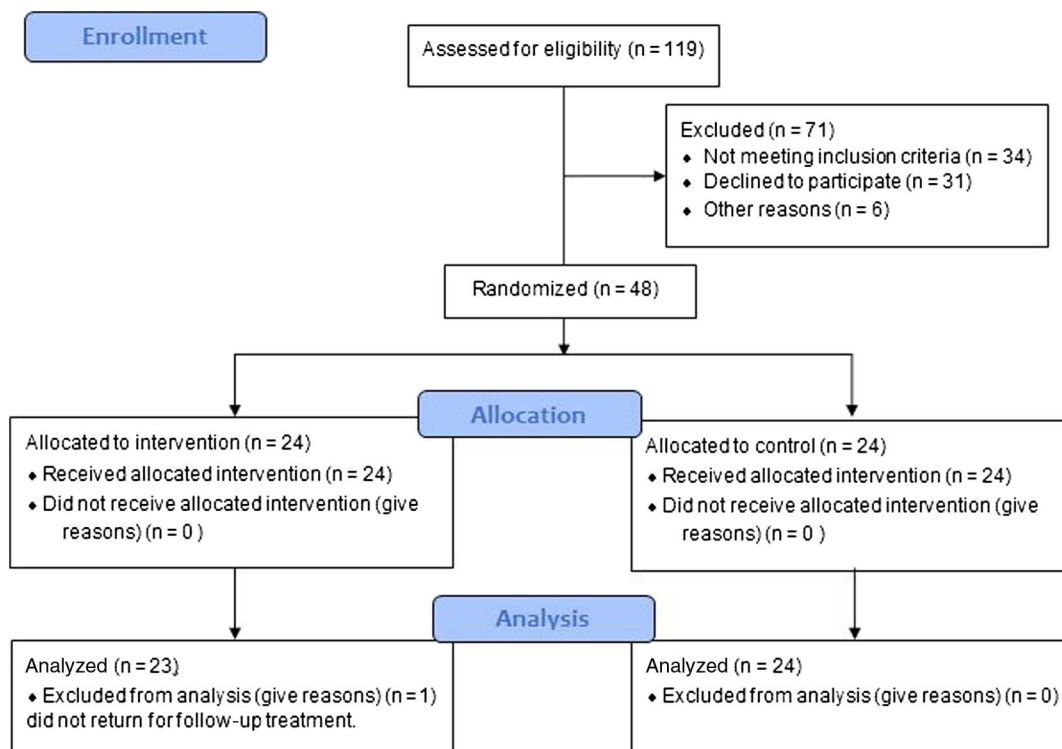 Enrollment
Assessed for eligibility (n = 119)
Excluded (n = 71)
♦ Not meeting inclusion criteria (n = 34)
♦ Declined to participate (n = 31)
♦ Other reasons (n = 6)
Randomized (n = 48)
Allocation
Allocated to intervention (n = 24)
♦ Received allocated intervention (n = 24)
♦ Did not receive allocated intervention (give
reasons) (n = 0 )
Allocated to control (n = 24)
♦ Received allocated intervention (n = 24)
♦ Did not receive allocated intervention (give
reasons) (n = 0 )
Analysis
Analyzed (n = 23)
♦ Excluded from analysis (give reasons) (n = 1)
did not return for follow-up treatment.
Analyzed (n = 24)
♦ Excluded from analysis (give reasons) (n = 0)